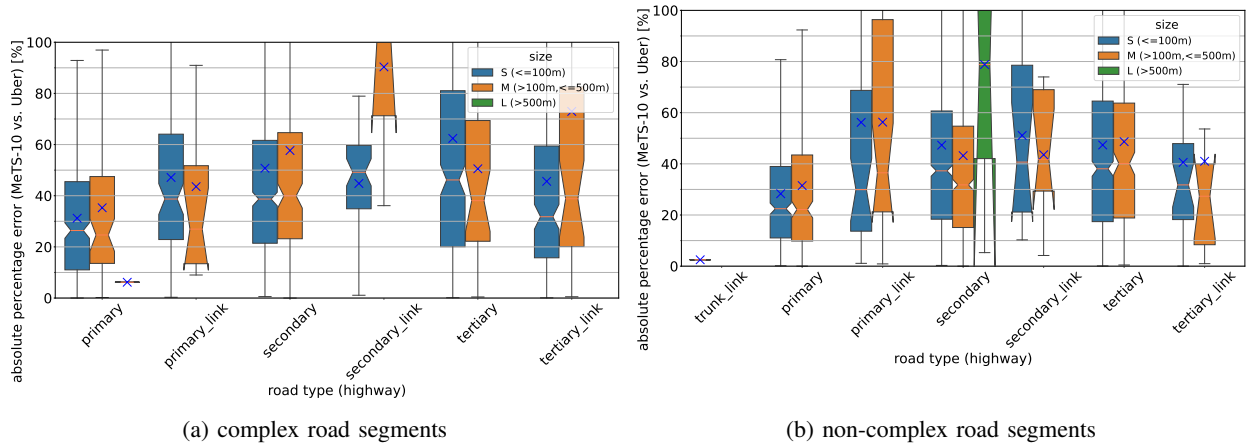 absolute percentage error (MeTS-10 vs. Uber) [%]
100
80
60
40
20
0
size
S (<=100m)
M (>100m,<=500m)
L (>500m)
primary
primary_link
secondary
secondary_link
tertiary
tertiary_link
road type (highway)
(a) complex road segments
absolute percentage error (MeTS-10 vs. Uber) [%]
100
80
60
40
20
0
size
S (<=100m)
M (>100m,<=500m)
L (>500m)
trunk_link
primary
primary_link
secondary
secondary_link
tertiary
tertiary_link
road type (highway)
(b) non-complex road segments